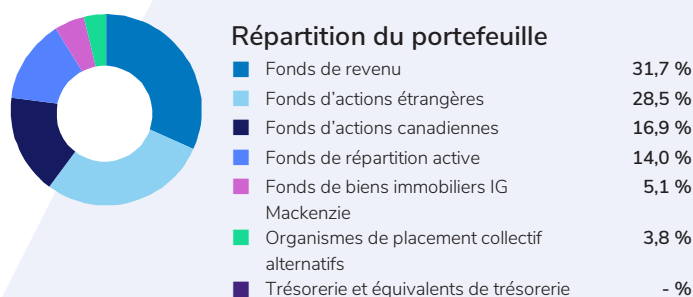 Répartition du portefeuille
Fonds de revenu 31,7 %
Fonds d’actions étrangères 28,5 %
Fonds d’actions canadiennes 16,9 %
Fonds de répartition active 14,0 %
Fonds de biens immobiliers IG 5,1 %
Mackenzie
Organismes de placement collectif 3,8 %
alternatifs
Trésorerie et équivalents de trésorerie - %